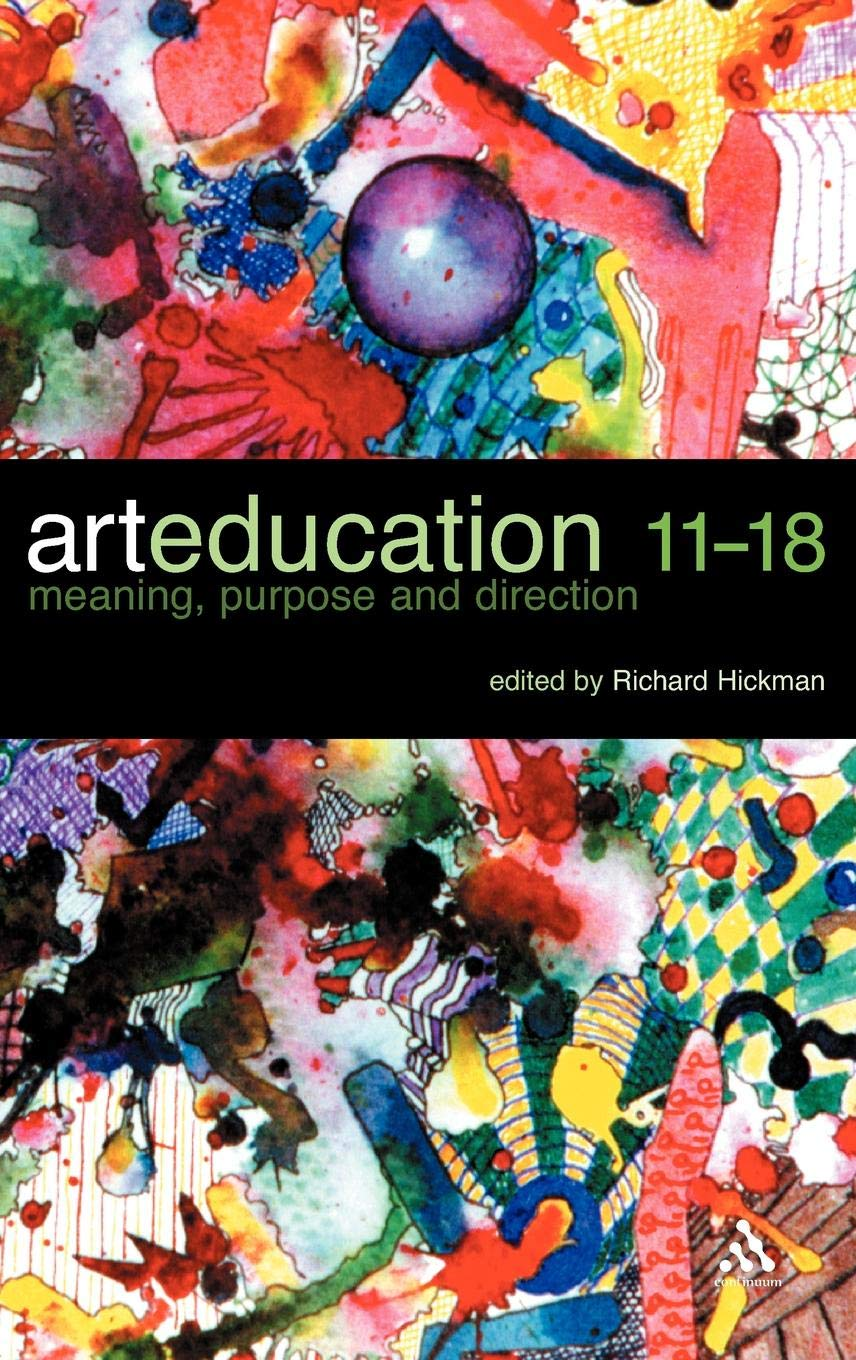 arteducation 11–18
meaning, purpose and direction
edited by Richard Hickman
continuum